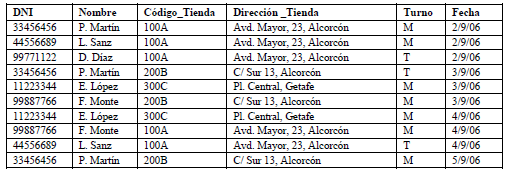 DNI Nombre Código_Tienda Dirección _Tienda Turno Fecha
33456456 P. Martín 100A Avd. Mayor, 23, Alcorcón M 2/9/06
44556689 L. Sanz 100A Avd. Mayor, 23, Alcorcón M 2/9/06
99771122 D. Díaz 100A Avd. Mayor, 23, Alcorcón T 2/9/06
33456456 P. Martín 200B C/ Sur 13, Alcorcón M 3/9/06
11223344 E. López 300C Pl. Central, Getafe M 3/9/06
99887766 F. Monte 200B C/ Sur 13, Alcorcón M 3/9/06
11223344 E. López 300C Pl. Central, Getafe M 4/9/06
99887766 F. Monte 100A Avd. Mayor, 23, Alcorcón M 4/9/06
44556689 L. Sanz 100A Avd. Mayor, 23, Alcorcón T 4/9/06
33456456 P. Martín 200B C/ Sur 13, Alcorcón M 5/9/06